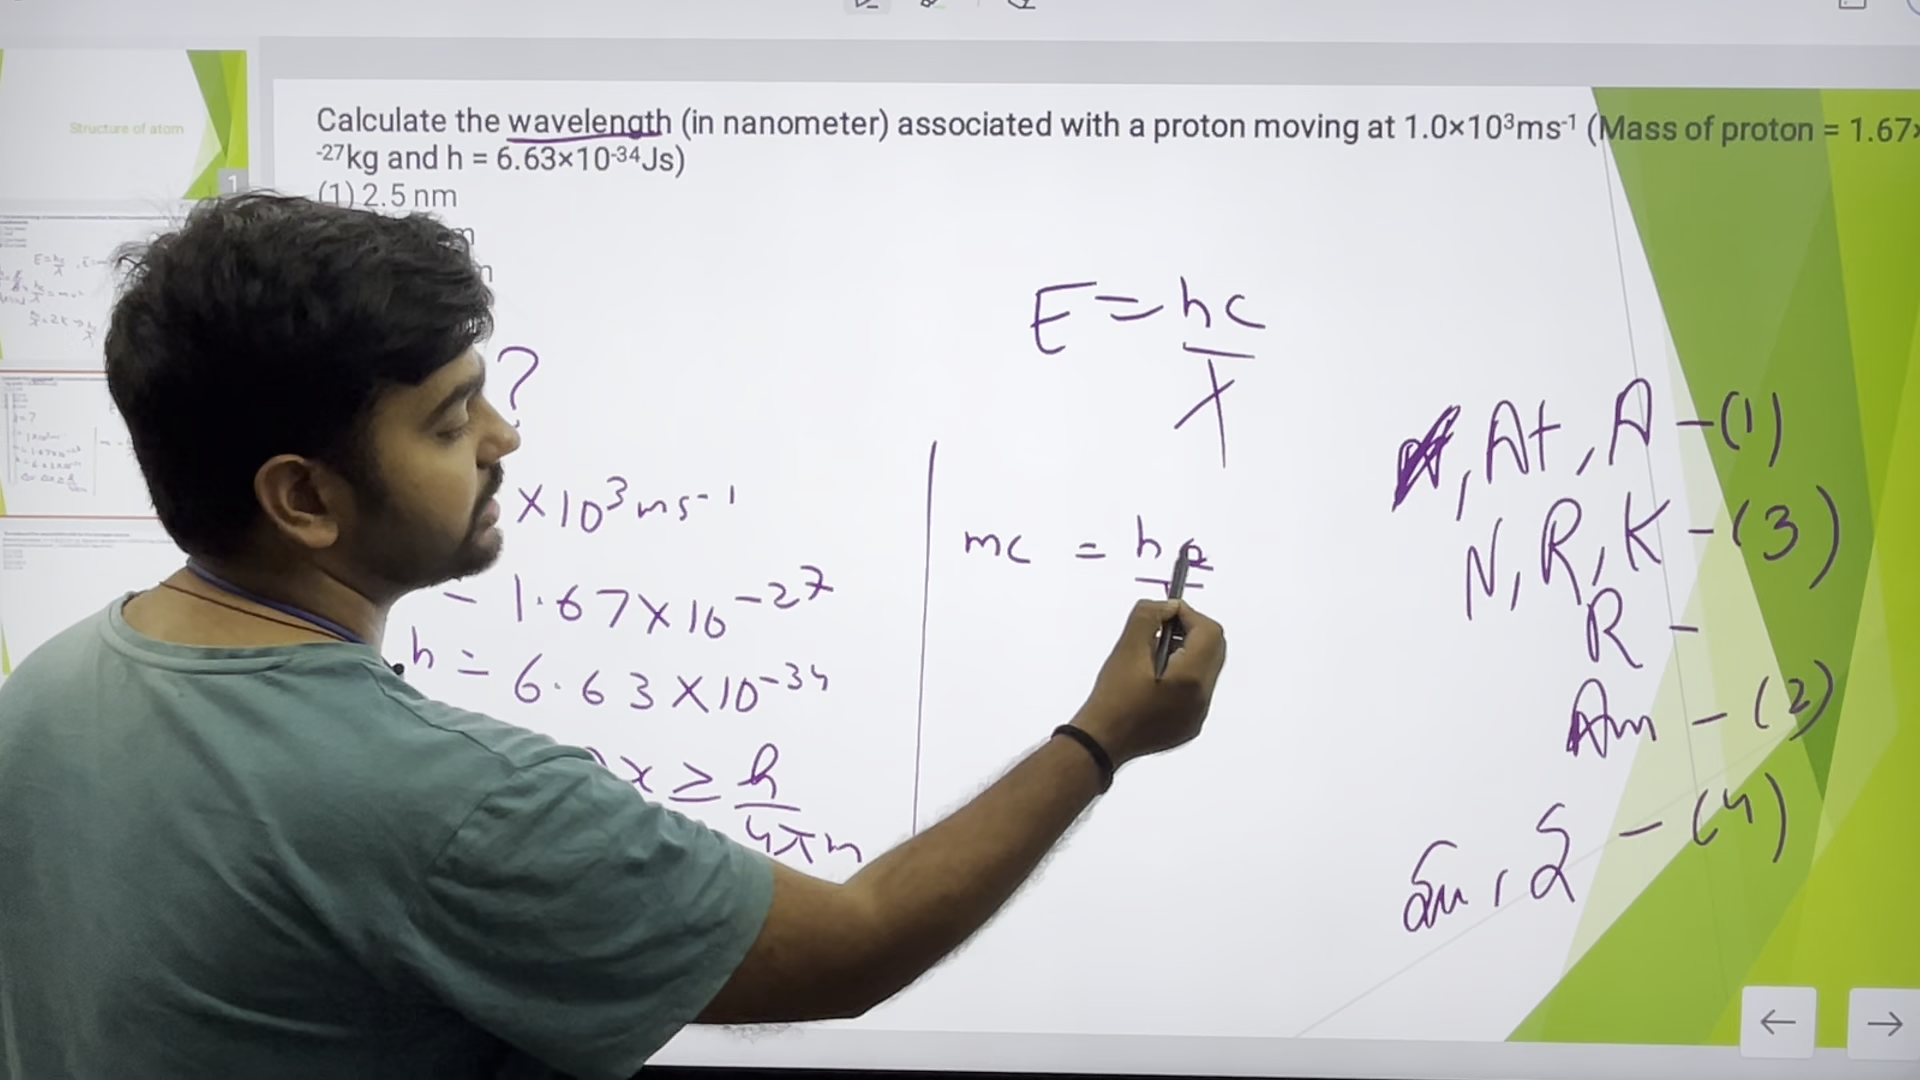 Structure of atom
1
Calculate the wavelength (in nanometer) associated with a proton moving at 1.0×10³ms⁻¹ (Mass of proton = 1.67×
⁻²⁷kg and h = 6.63×10⁻³⁴Js)
(1) 2.5 nm
E = hc
λ
?
×10³ms⁻¹
mc = hc
- 1.67×10⁻²⁷
h = 6.63×10⁻³⁴
x ≥ h
4πm
, At, A - (1)
N, R, K - (3)
R -
Am - (2)
, S - (4)